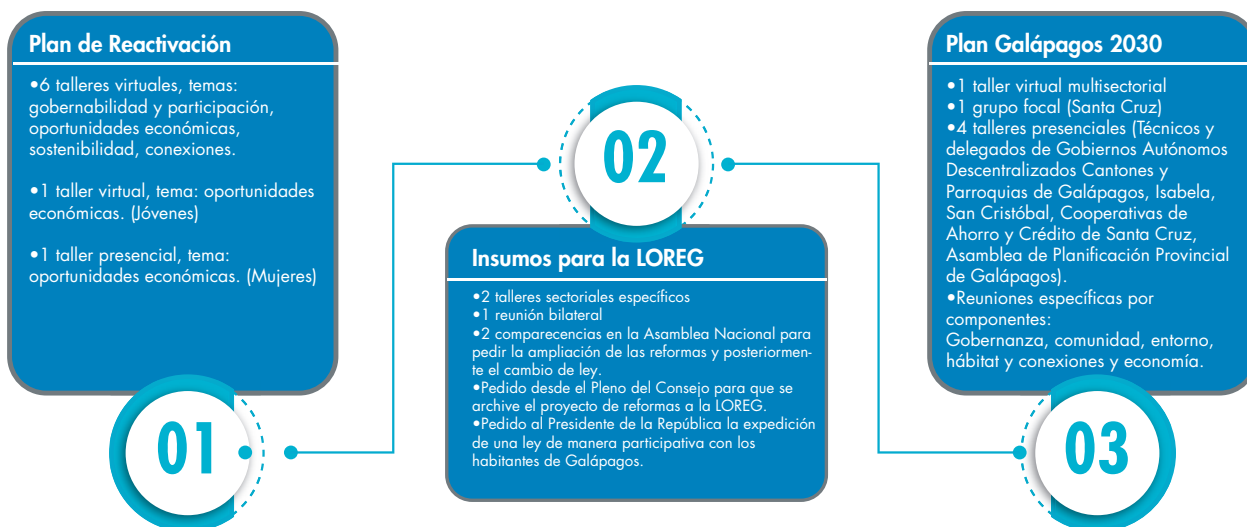 Plan de Reactivación
•6 talleres virtuales, temas:
gobernabilidad y participación,
oportunidades económicas,
sostenibilidad, conexiones.
•1 taller virtual, tema: oportunidades
económicas. (Jóvenes)
•1 taller presencial, tema:
oportunidades económicas. (Mujeres)
01
02
Insumos para la LOREG
•2 talleres sectoriales específicos
•1 reunión bilateral
•2 comparecencias en la Asamblea Nacional para
pedir la ampliación de las reformas y posteriormen-
te el cambio de ley.
•Pedido desde el Pleno del Consejo para que se
archive el proyecto de reformas a la LOREG.
•Pedido al Presidente de la República la expedición
de una ley de manera participativa con los
habitantes de Galápagos.
Plan Galápagos 2030
•1 taller virtual multisectorial
•1 grupo focal (Santa Cruz)
•4 talleres presenciales (Técnicos y
delegados de Gobiernos Autónomos
Descentralizados Cantones y
Parroquias de Galápagos, Isabela,
San Cristóbal, Cooperativas de
Ahorro y Crédito de Santa Cruz,
Asamblea de Planificación Provincial
de Galápagos).
•Reuniones específicas por
componentes:
Gobernanza, comunidad, entorno,
hábitat y conexiones y economía.
03